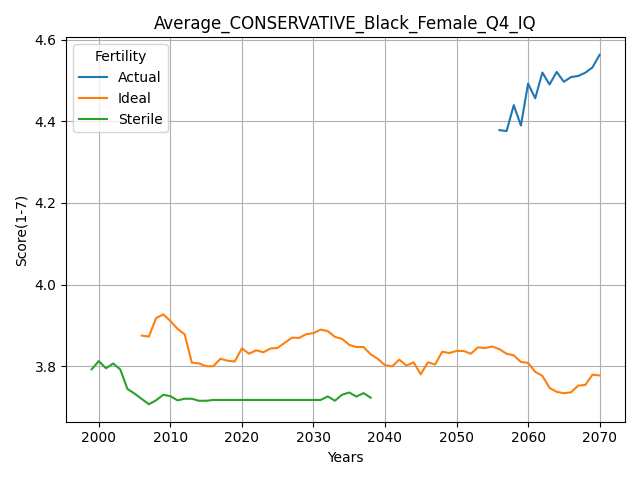 Average_CONSERVATIVE_Black_Female_Q4_IQ
Fertility
Actual
Ideal
Sterile
Score(1-7)
4.6
4.4
4.2
4.0
3.8
2000 2010 2020 2030 2040 2050 2060 2070
Years